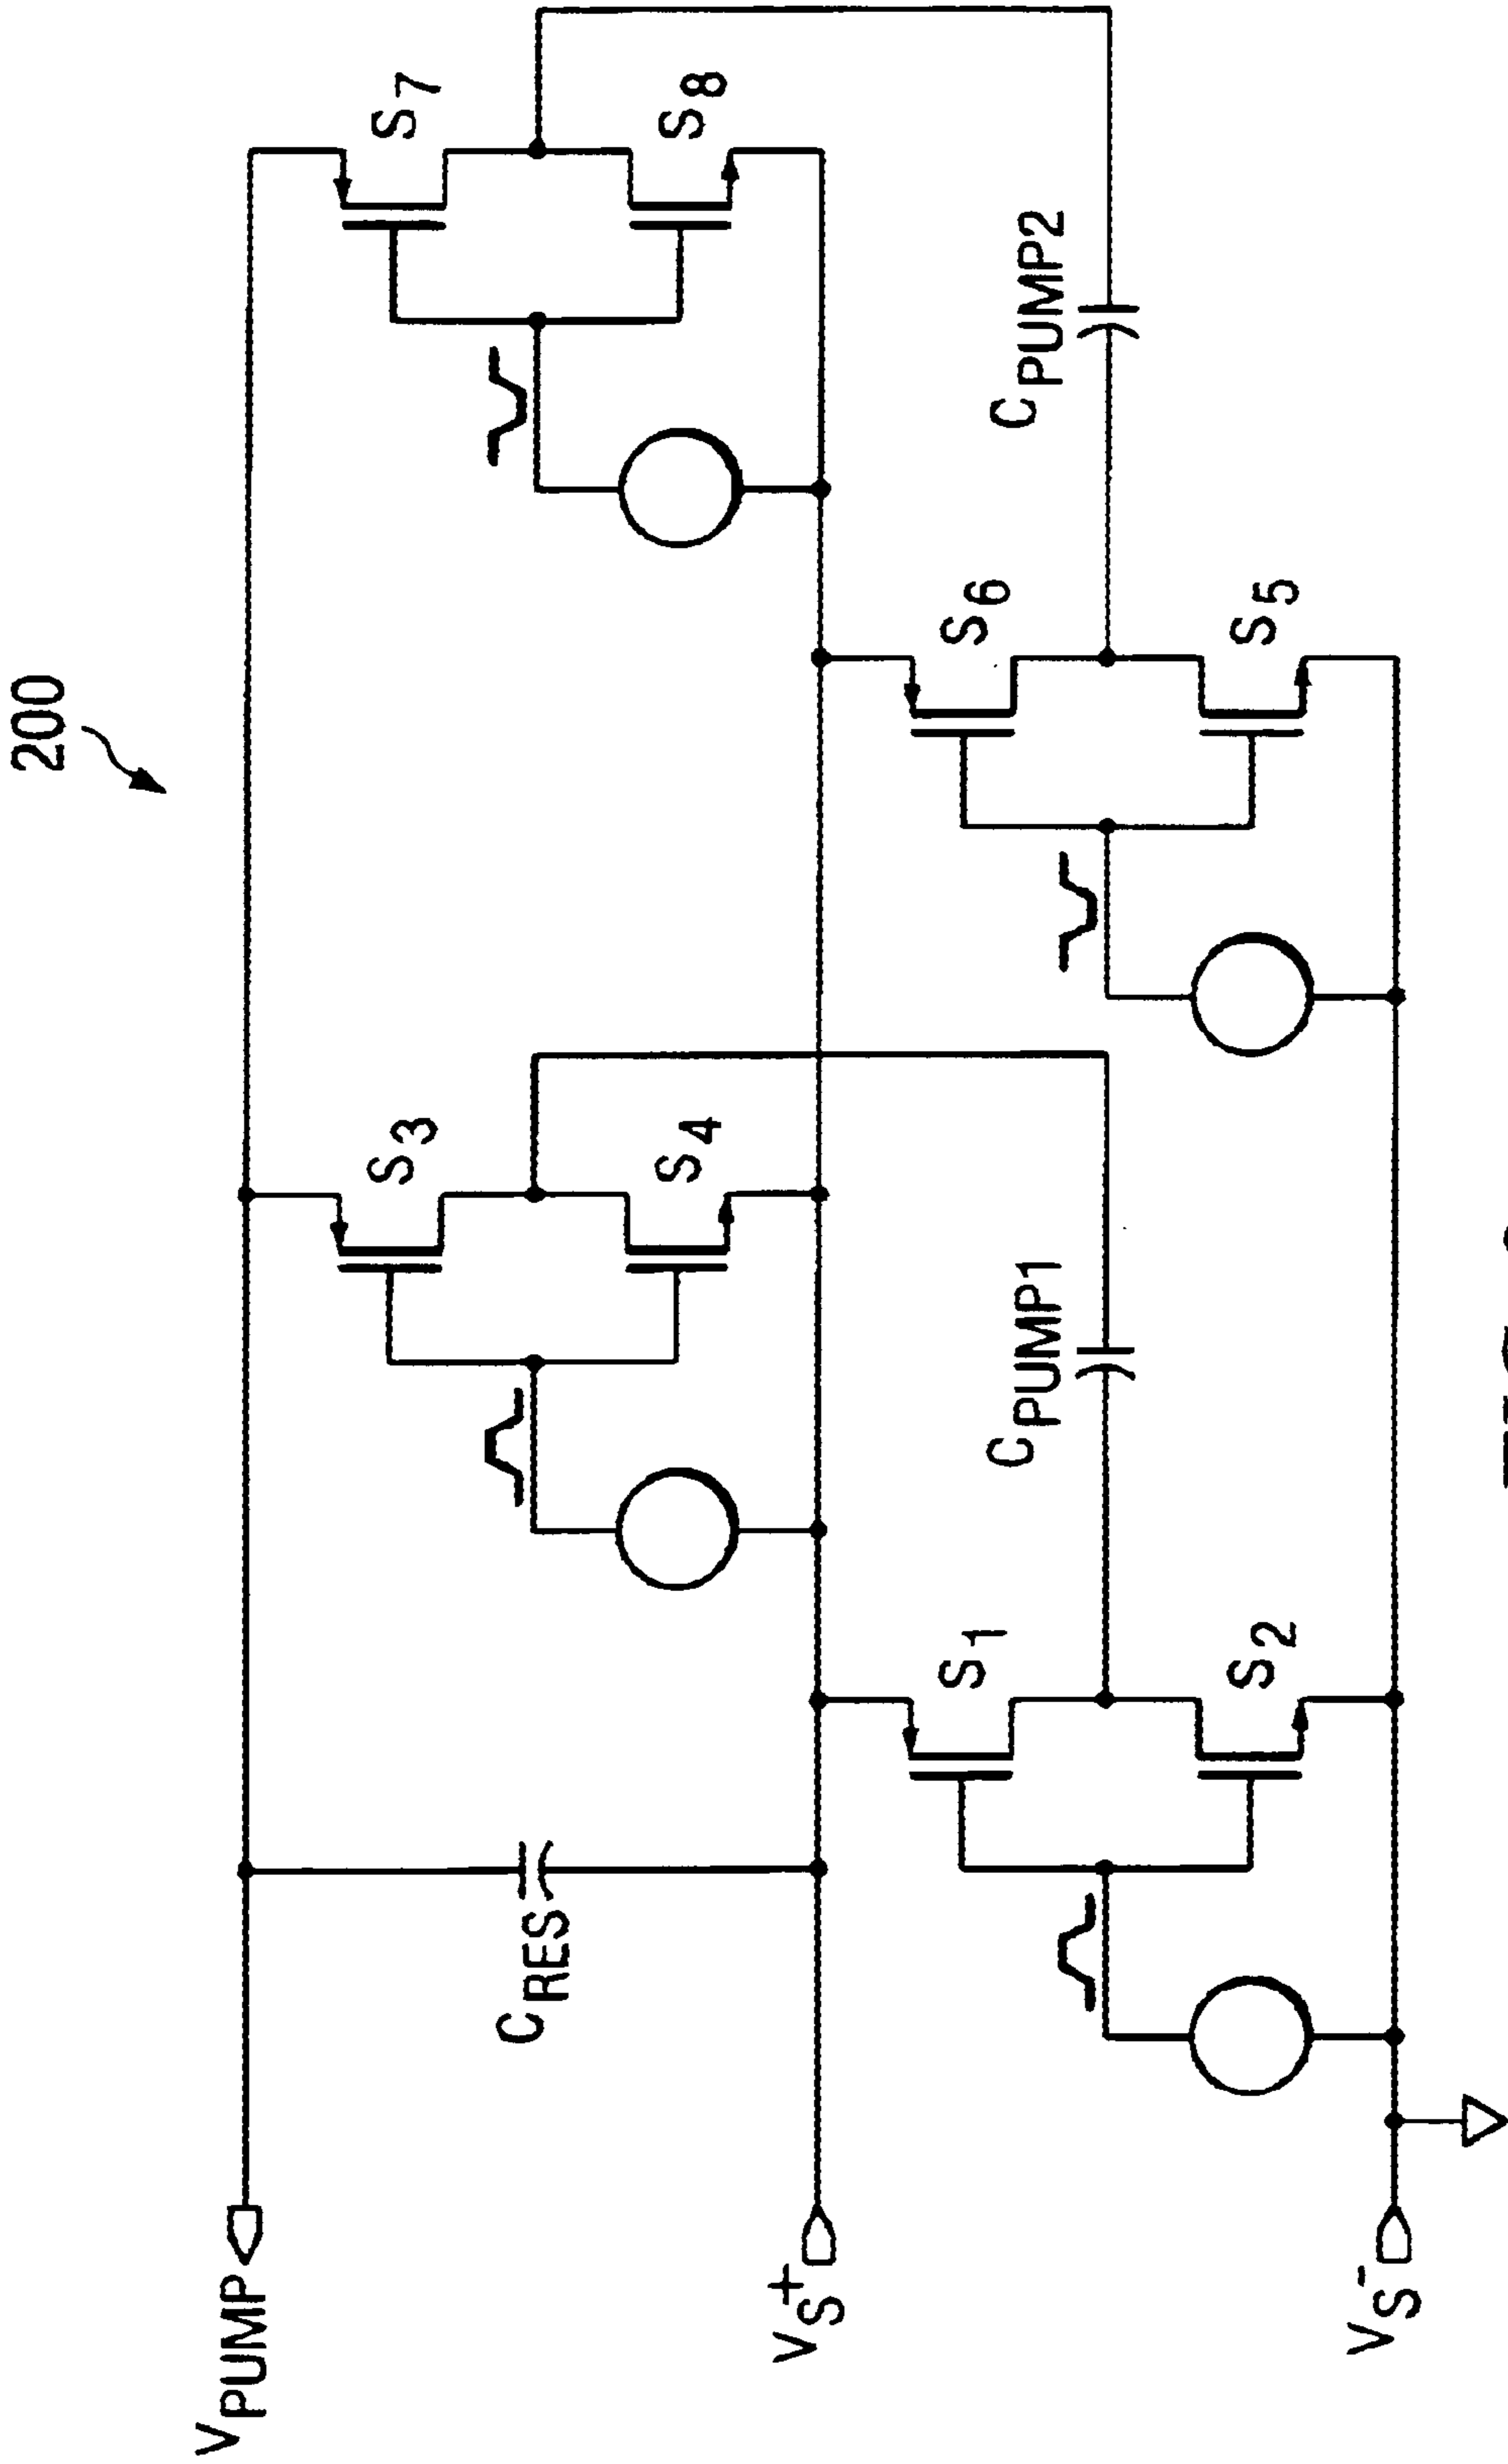 200
S7
S8
S3
S4
CPUMP2
S6
S5
CPUMP1
S1
S2
CRES
VPUMP
VS+
VS-